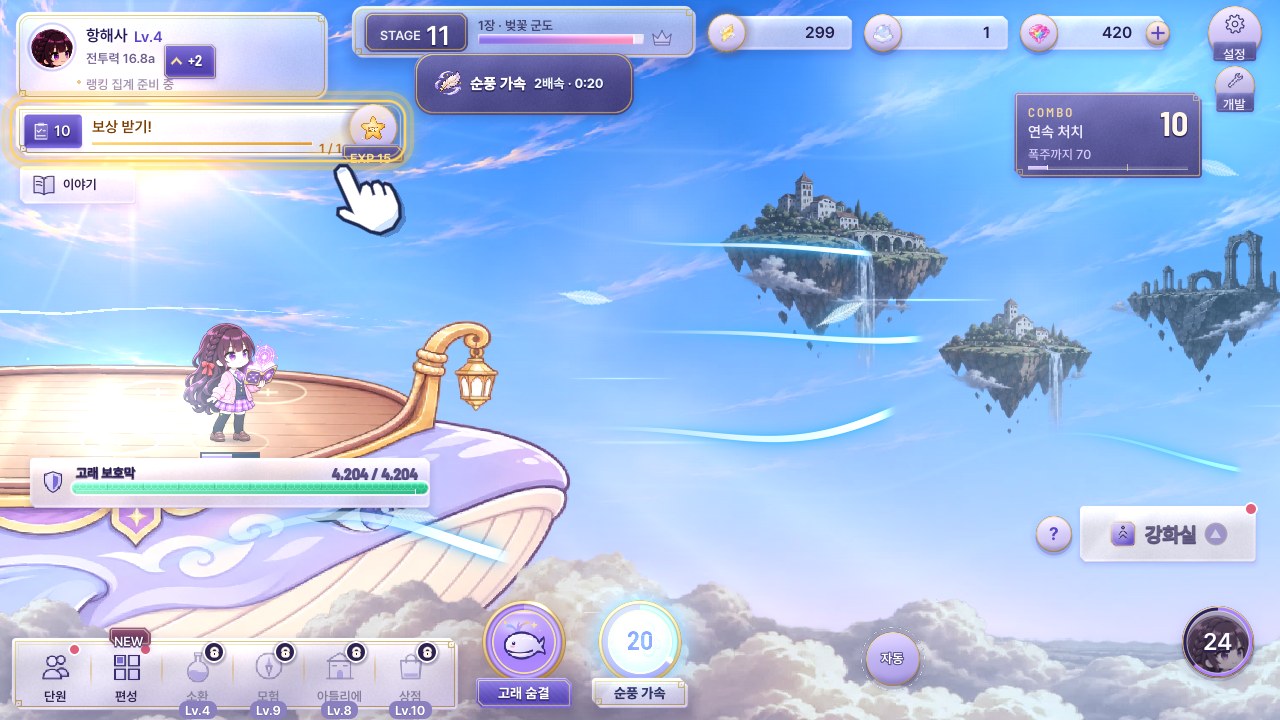 항해사 Lv.4
전투력 16.8a
+2
랭킹 집계 준비 중
10
보상 받기!
1 / 1
EXP 15
이야기
STAGE 11
1장 · 벚꽃 군도
순풍 가속 2배속 · 0:20
299
1
420
설정
개발
COMBO
연속 처치
10
폭주까지 70
고래 보호막
4,204 / 4,204
?
강화실
NEW
단원
편성
소환
Lv.4
모험
Lv.9
아틀리에
Lv.8
상점
Lv.10
고래 숨결
20
순풍 가속
자동
24